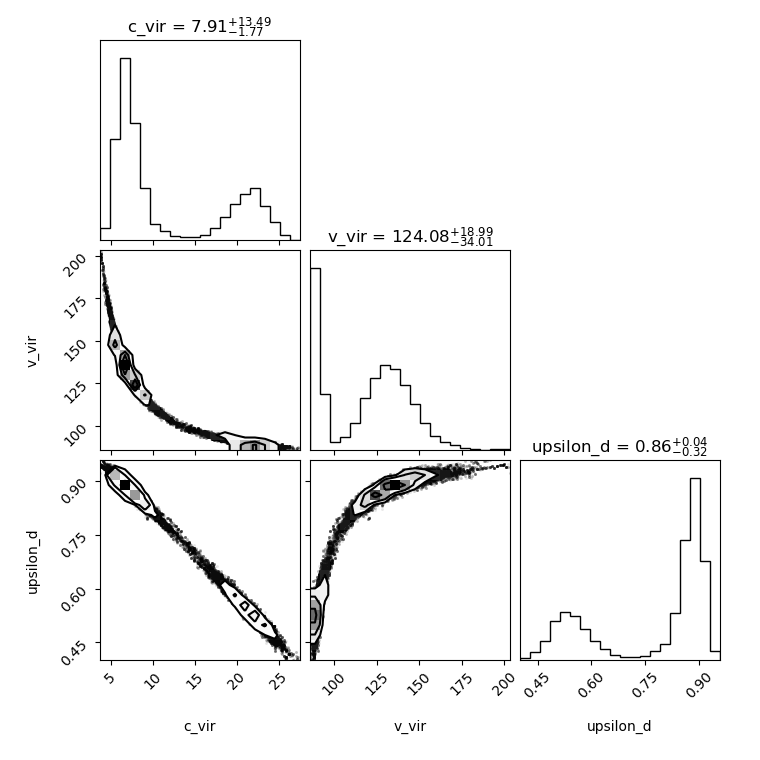 c_vir = 7.91+13.49−1.77
v_vir = 124.08+18.99−34.01
200
175
150
125
100
v_vir
upsilon_d = 0.86+0.04−0.32
0.90
0.75
0.60
0.45
upsilon_d
5 10 15 20 25
100 125 150 175 200
0.45 0.60 0.75 0.90
c_vir
v_vir
upsilon_d